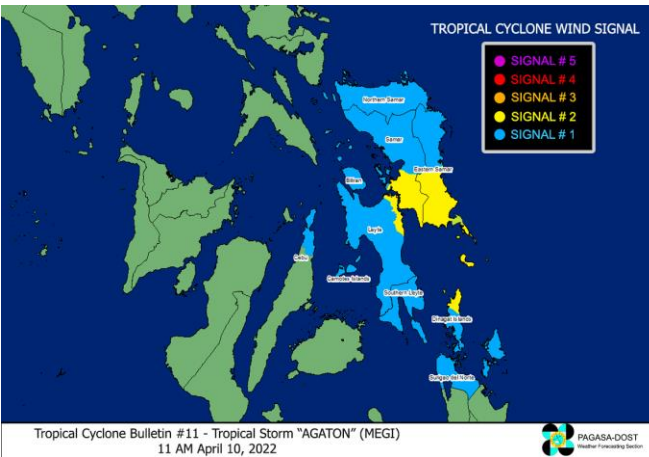 TROPICAL CYCLONE WIND SIGNAL
SIGNAL # 5
SIGNAL # 4
SIGNAL # 3
SIGNAL # 2
SIGNAL # 1
Northern Samar
Samar
Eastern Samar
Biliran
Leyte
Cebu
Camotes Islands
Southern Leyte
Dinagat Islands
Surigao del Norte
Tropical Cyclone Bulletin #11 - Tropical Storm "AGATON" (MEGI)
11 AM April 10, 2022
PAGASA-DOST
Weather Forecasting Section